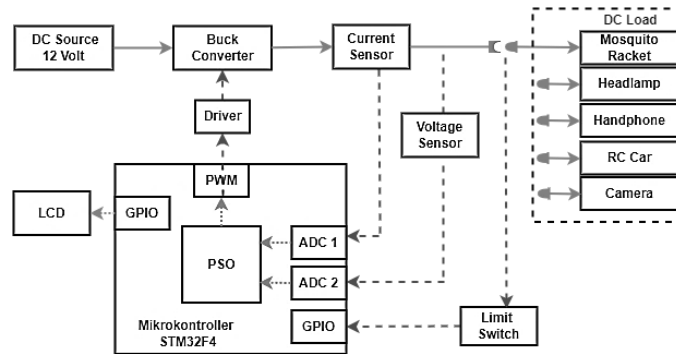 DC Source
12 Volt
Buck
Converter
Current
Sensor
DC Load
Mosquito
Racket
Headlamp
Handphone
RC Car
Camera
Driver
Voltage
Sensor
PWM
LCD
GPIO
PSO
ADC 1
ADC 2
GPIO
Mikrokontroller
STM32F4
Limit
Switch